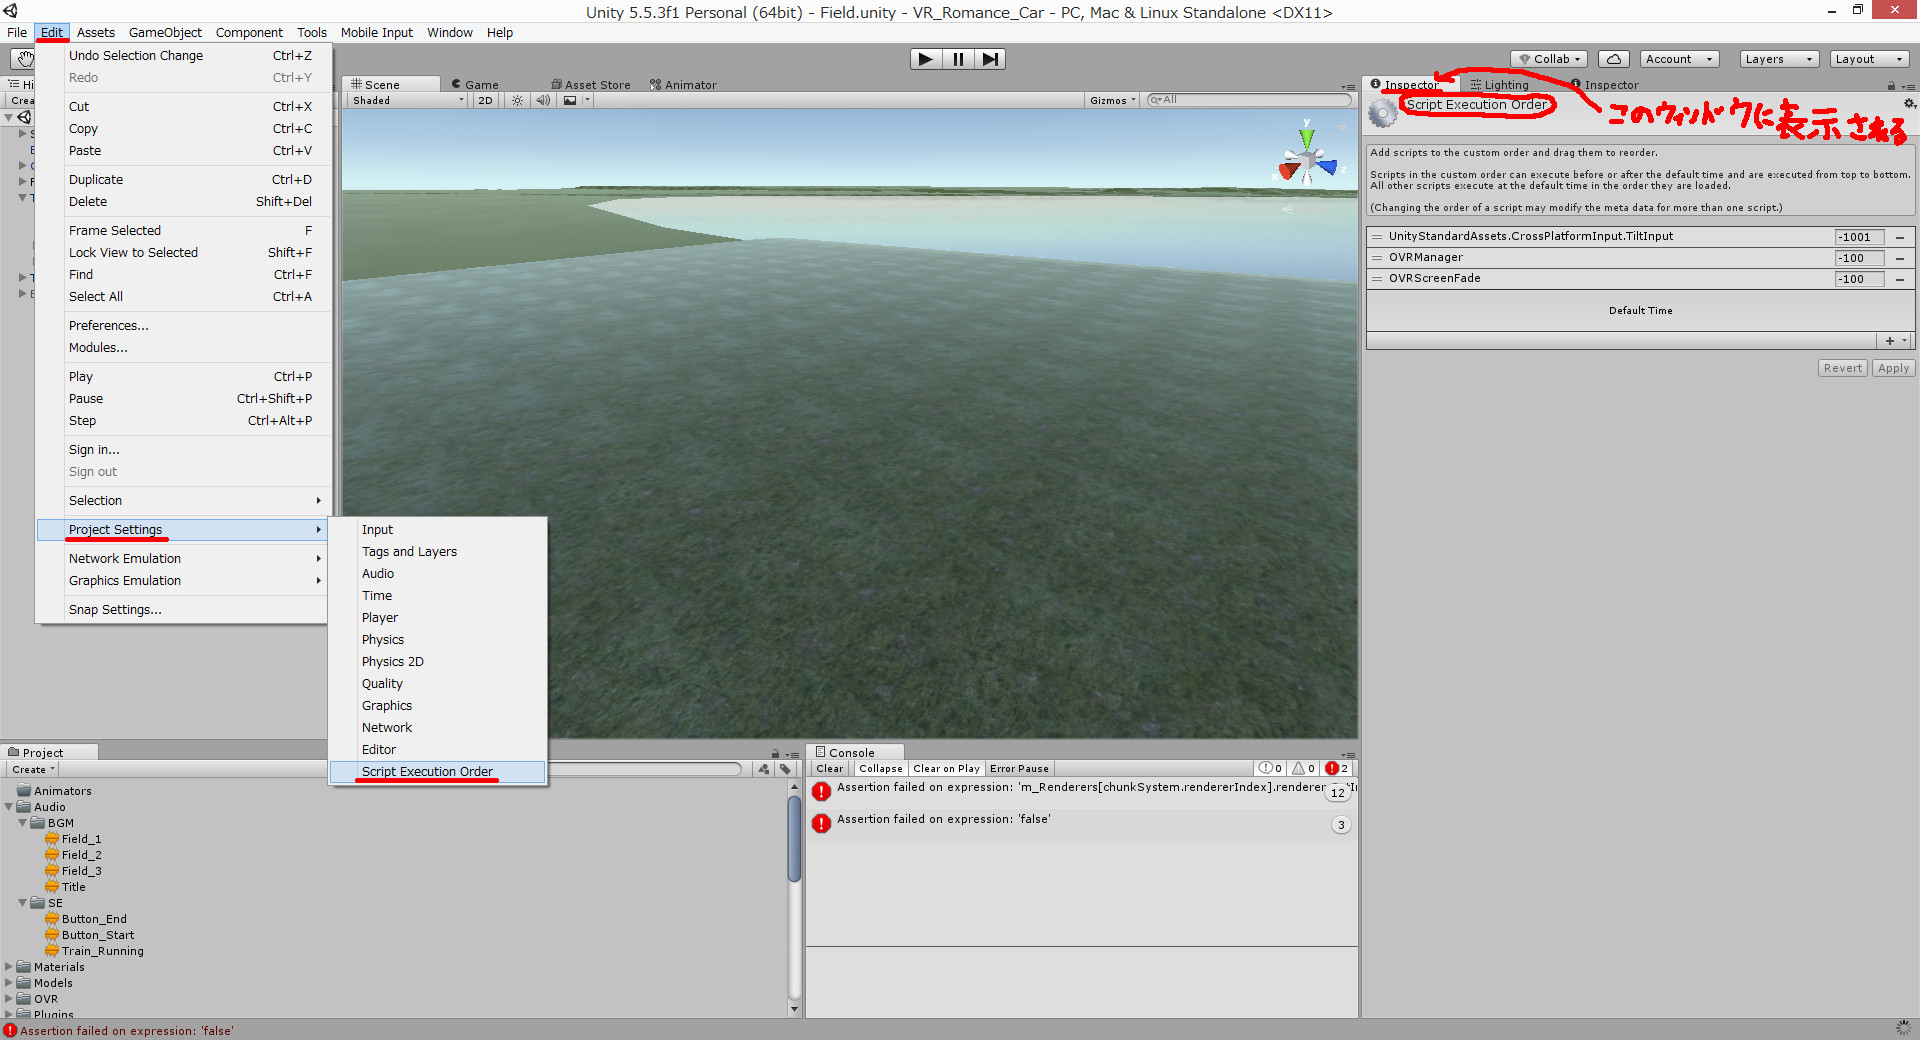 Unity 5.5.3f1 Personal (64bit) - Field.unity - VR_Romance_Car - PC, Mac & Linux Standalone <DX11>
File Edit Assets GameObject Component Tools Mobile Input Window Help
Collab Account Layers Layout
Undo Selection Change Ctrl+Z
Redo Ctrl+Y
Cut Ctrl+X
Copy Ctrl+C
Paste Ctrl+V
Duplicate Ctrl+D
Delete Shift+Del
Frame Selected F
Lock View to Selected Shift+F
Find Ctrl+F
Select All Ctrl+A
Preferences...
Modules...
Play Ctrl+P
Pause Ctrl+Shift+P
Step Ctrl+Alt+P
Sign in...
Sign out
Selection
Project Settings
Network Emulation
Graphics Emulation
Snap Settings...
Input
Tags and Layers
Audio
Time
Player
Physics
Physics 2D
Quality
Graphics
Network
Editor
Script Execution Order
Scene Game Asset Store Animator
Shaded 2D Gizmos All
y
x z
Inspector Lighting Inspector
Script Execution Order
このウィンドウに表示される
Add scripts to the custom order and drag them to reorder.
Scripts in the custom order can execute before or after the default time and are executed from top to bottom.
All other scripts execute at the default time in the order they are loaded.
(Changing the order of a script may modify the meta data for more than one script.)
UnityStandardAssets.CrossPlatformInput.TiltInput -1001
OVRManager -100
OVRScreenFade -100
Default Time
Revert Apply
Project
Create
Animators
Audio
BGM
Field_1
Field_2
Field_3
Title
SE
Button_End
Button_Start
Train_Running
Materials
Models
OVR
Plugins
Console
Clear Collapse Clear on Play Error Pause 0 0 2
Assertion failed on expression: 'm_Renderers[chunkSystem.rendererIndex].renderer 12
Assertion failed on expression: 'false' 3
Assertion failed on expression: 'false'